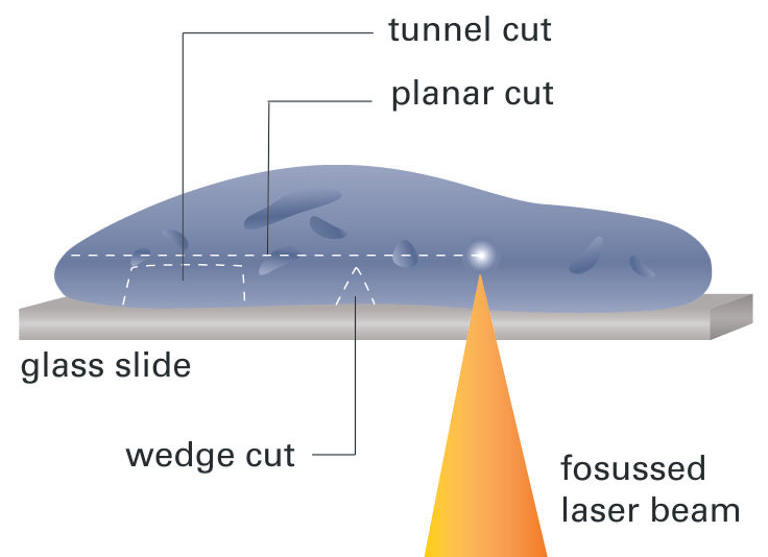 tunnel cut
planar cut
glass slide
wedge cut
fosussed
laser beam